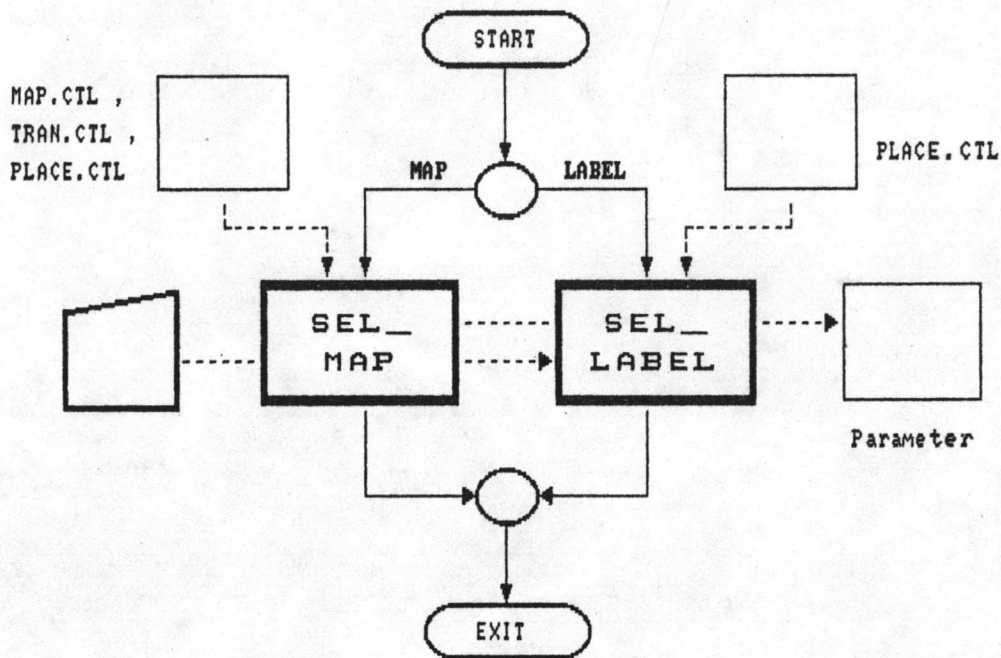 START
MAP.CTL ,
TRAN.CTL ,
PLACE.CTL
MAP
LABEL
PLACE.CTL
SEL_
MAP
SEL_
LABEL
Parameter
EXIT